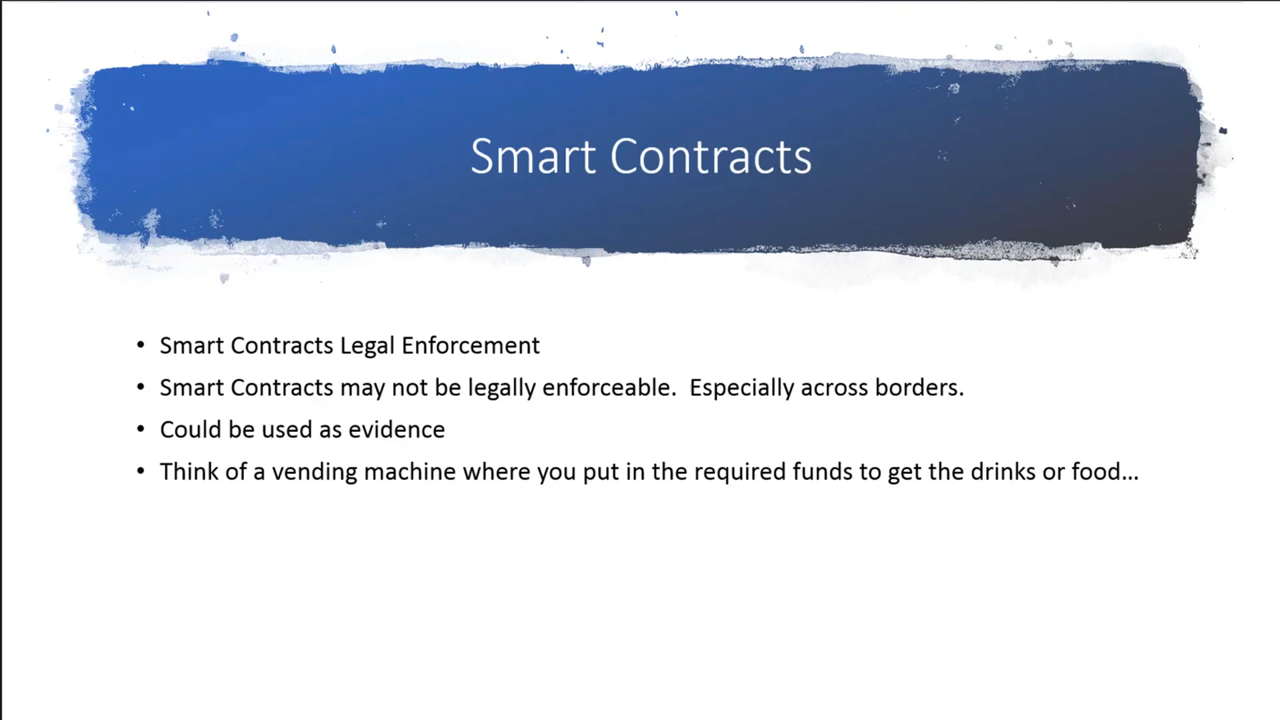 Smart Contracts
• Smart Contracts Legal Enforcement
• Smart Contracts may not be legally enforceable.  Especially across borders.
• Could be used as evidence
• Think of a vending machine where you put in the required funds to get the drinks or food...